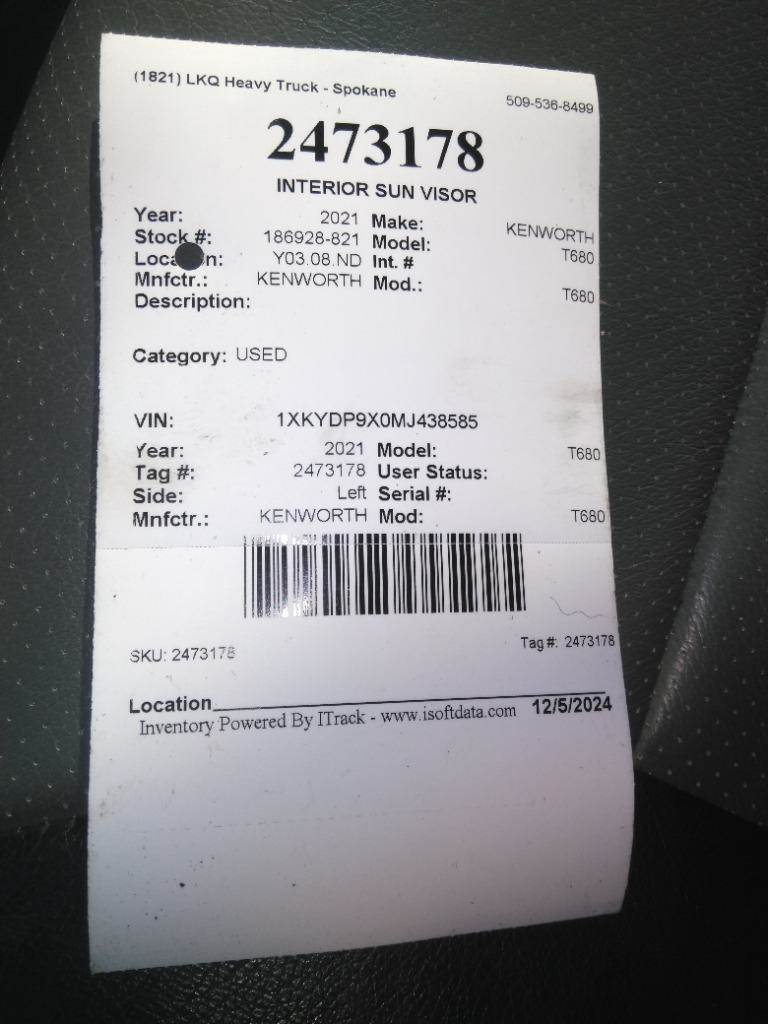 (1821) LKQ Heavy Truck - Spokane 509-536-8499
2473178
INTERIOR SUN VISOR
Year: 2021 Make: KENWORTH
Stock #: 186928-821 Model: T680
Y03.08.ND Int. #
Mnfctr.: KENWORTH Mod.: T680
Description:
Category: USED
VIN: 1XKYDP9X0MJ438585
Year: 2021 Model: T680
Tag #: 2473178 User Status:
Side: Left Serial #:
Mnfctr.: KENWORTH Mod: T680
SKU: 2473178 Tag #: 2473178
Location
Inventory Powered By ITrack - www.isoftdata.com 12/5/2024